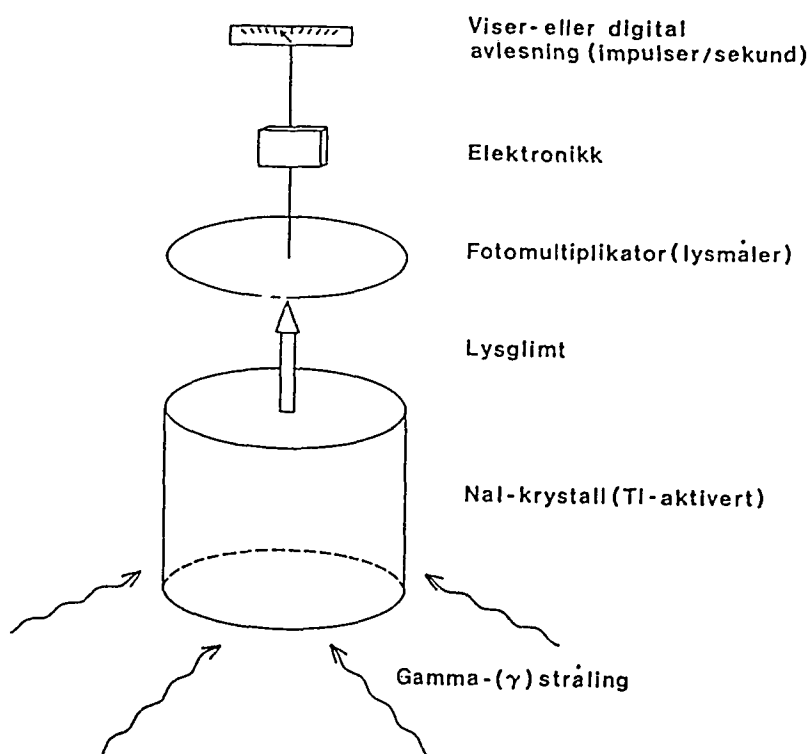 Viser- eller digital
avlesning (impulser/sekund)
Elektronikk
Fotomultiplikator (lysmåler)
Lysglimt
NaI-krystall (Tl-aktivert)
Gamma-(γ) stråling